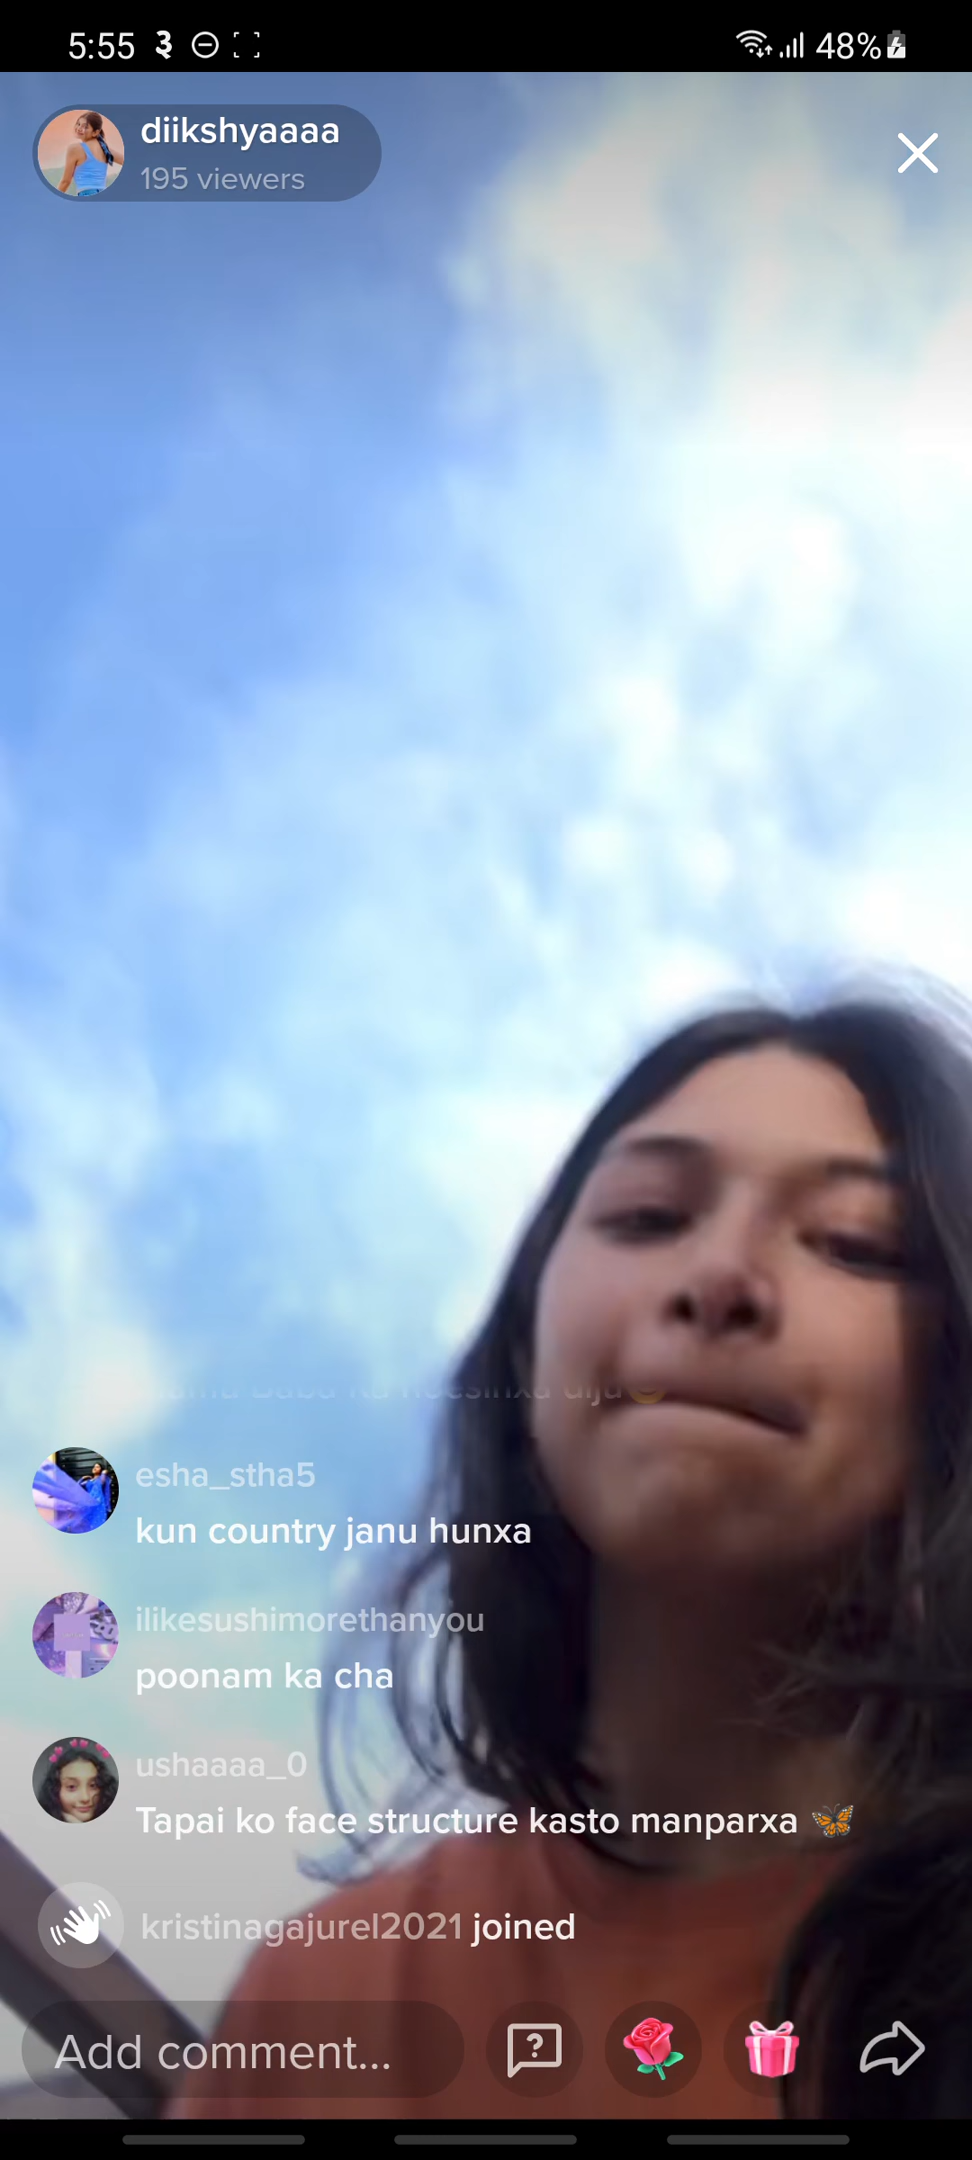 5:55 ३ 48%
diikshyaaaa
195 viewers
esha_stha5
kun country janu hunxa
ilikesushimorethanyou
poonam ka cha
ushaaaa_0
Tapai ko face structure kasto manparxa 🦋
kristinagajurel2021 joined
Add comment...